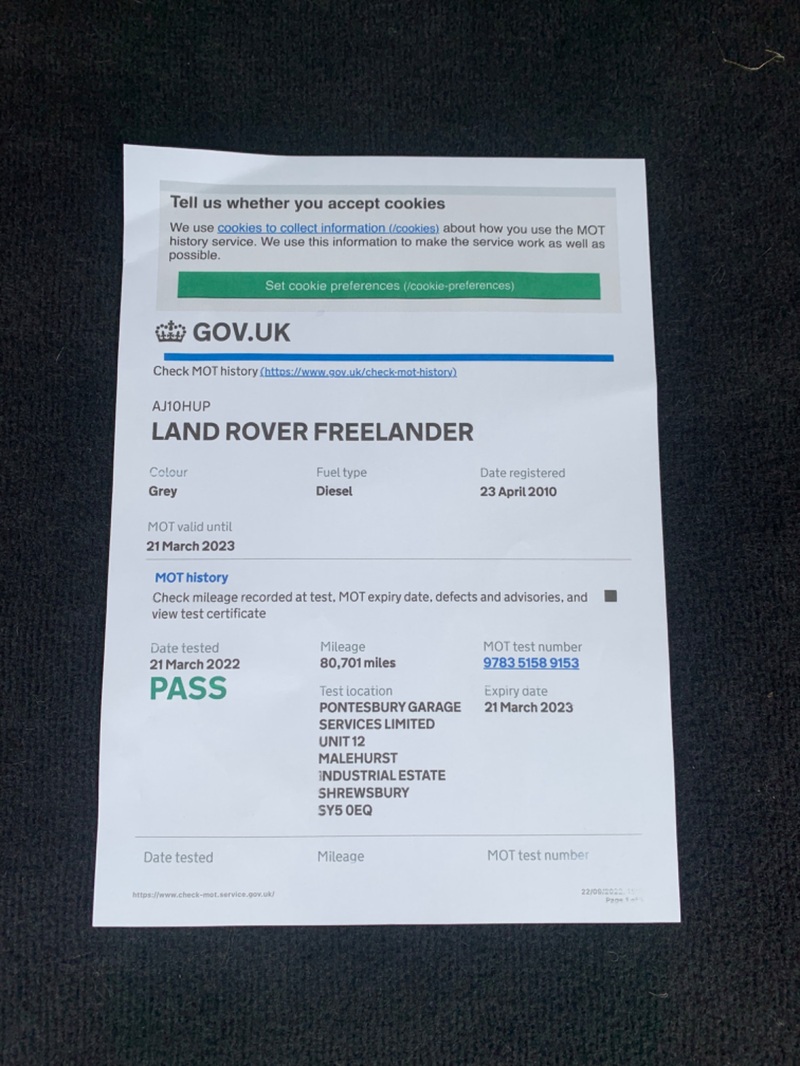 Tell us whether you accept cookies
We use cookies to collect information (/cookies) about how you use the MOT
history service. We use this information to make the service work as well as
possible.
Set cookie preferences (/cookie-preferences)
GOV.UK
Check MOT history (https://www.gov.uk/check-mot-history)
AJ10HUP
LAND ROVER FREELANDER
Colour Fuel type Date registered
Grey Diesel 23 April 2010
MOT valid until
21 March 2023
MOT history
Check mileage recorded at test, MOT expiry date, defects and advisories, and
view test certificate
Date tested Mileage MOT test number
21 March 2022 80,701 miles 9783 5158 9153
PASS
Test location Expiry date
PONTESBURY GARAGE 21 March 2023
SERVICES LIMITED
UNIT 12
MALEHURST
INDUSTRIAL ESTATE
SHREWSBURY
SY5 0EQ
Date tested Mileage MOT test number
https://www.check-mot.service.gov.uk/
Page 1 of